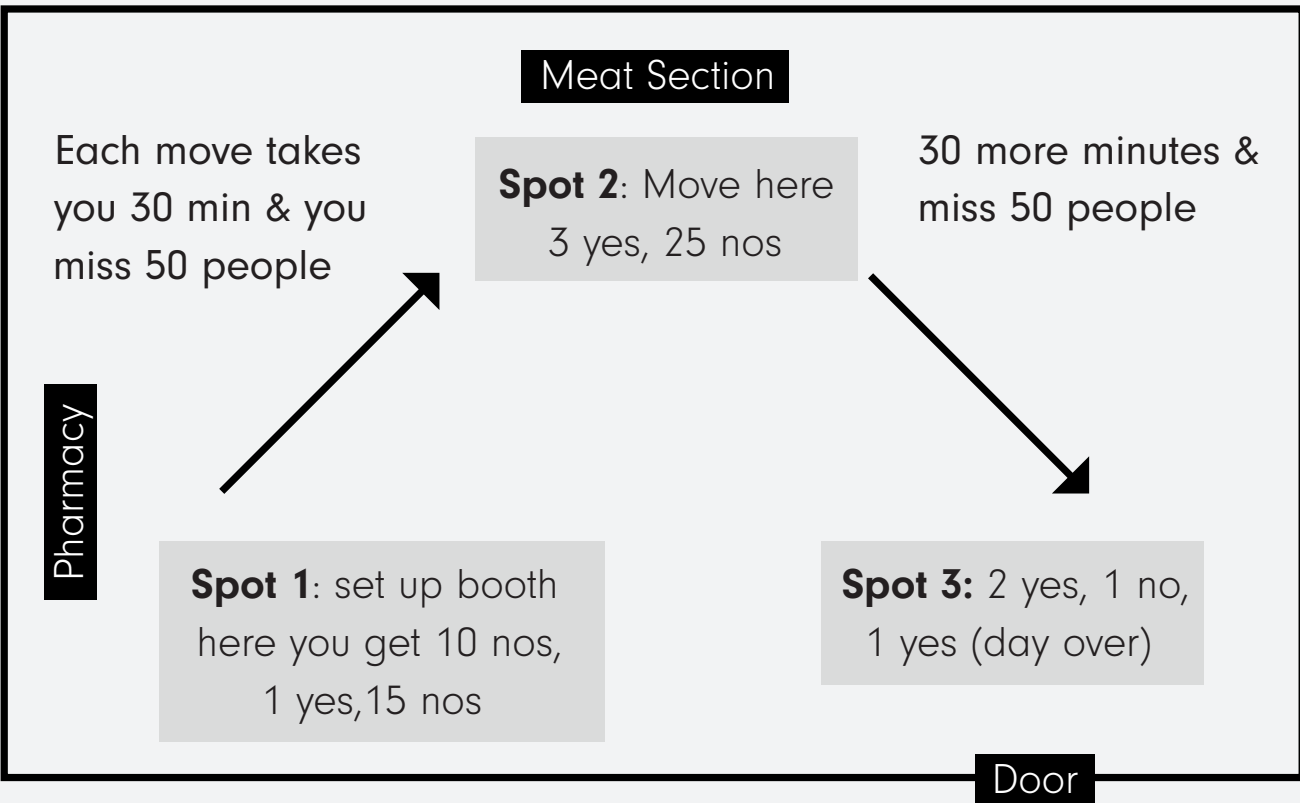 Meat Section
Each move takes
you 30 min & you
miss 50 people
Spot 2: Move here
3 yes, 25 nos
30 more minutes &
miss 50 people
Pharmacy
Spot 1: set up booth
here you get 10 nos,
1 yes,15 nos
Spot 3: 2 yes, 1 no,
1 yes (day over)
Door